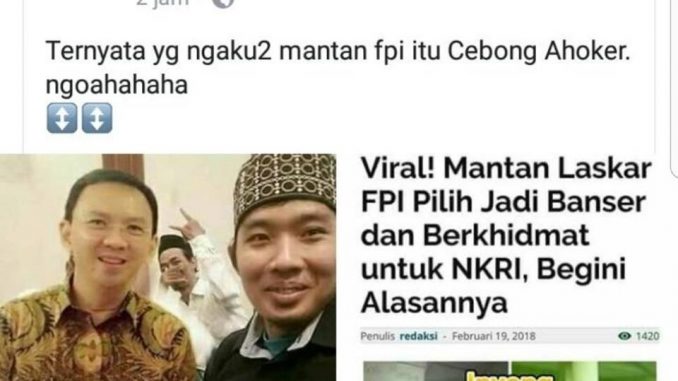 2 jam
Ternyata yg ngaku2 mantan fpi itu Cebong Ahoker.
ngoahahaha
Viral! Mantan Laskar
FPI Pilih Jadi Banser
dan Berkhidmat
untuk NKRI, Begini
Alasannya
Penulis redaksi - Februari 19, 2018 1420